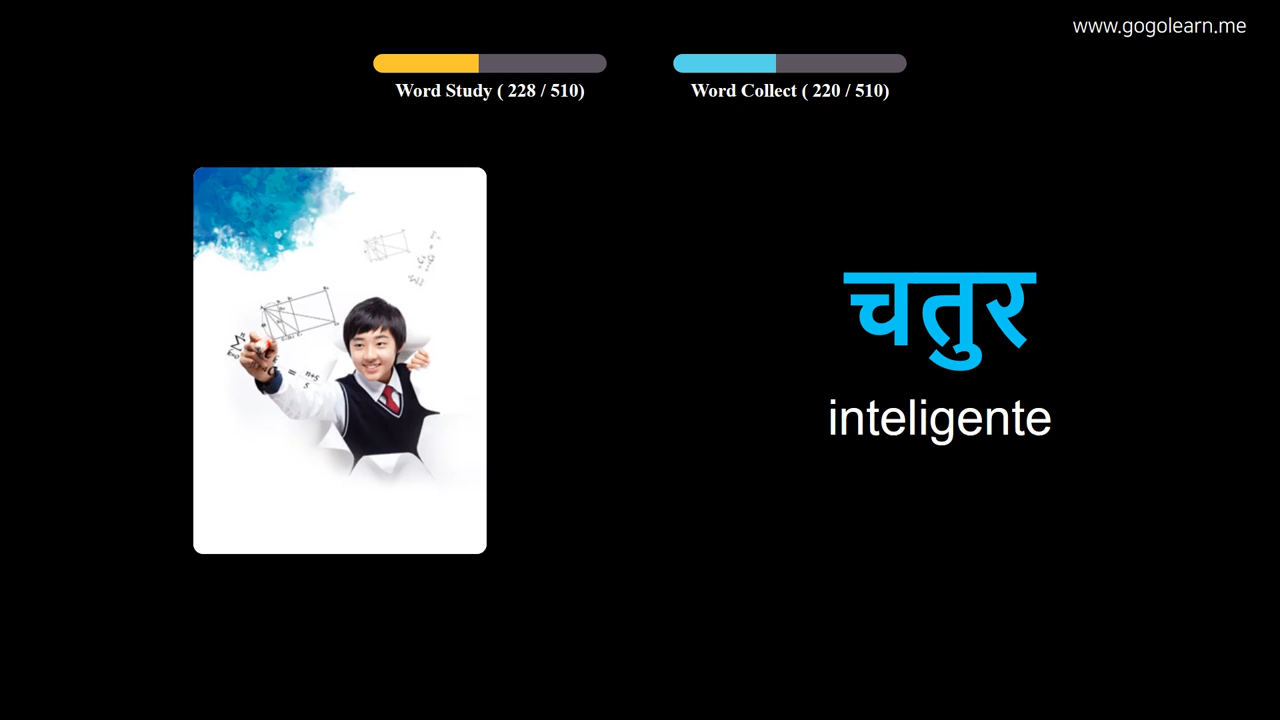 www.gogolearn.me
Word Study ( 228 / 510)
Word Collect ( 220 / 510)
चतुर
inteligente